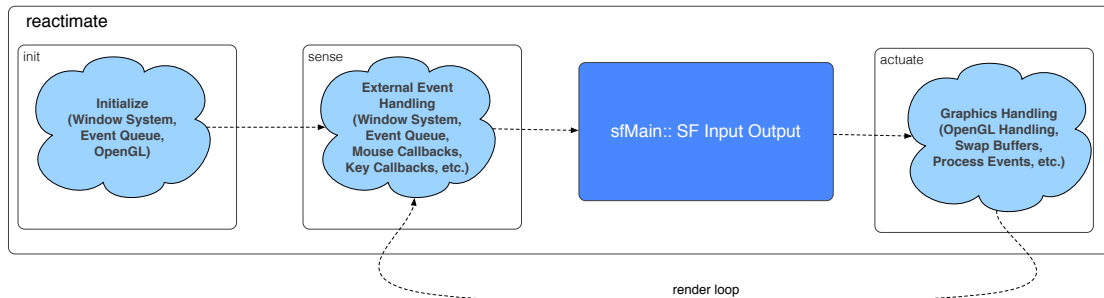 reactimate
init
Initialize
(Window System,
Event Queue,
OpenGL)
sense
External Event
Handling
(Window System,
Event Queue,
Mouse Callbacks,
Key Callbacks, etc.)
sfMain:: SF Input Output
actuate
Graphics Handling
(OpenGL Handling,
Swap Buffers,
Process Events, etc.)
render loop